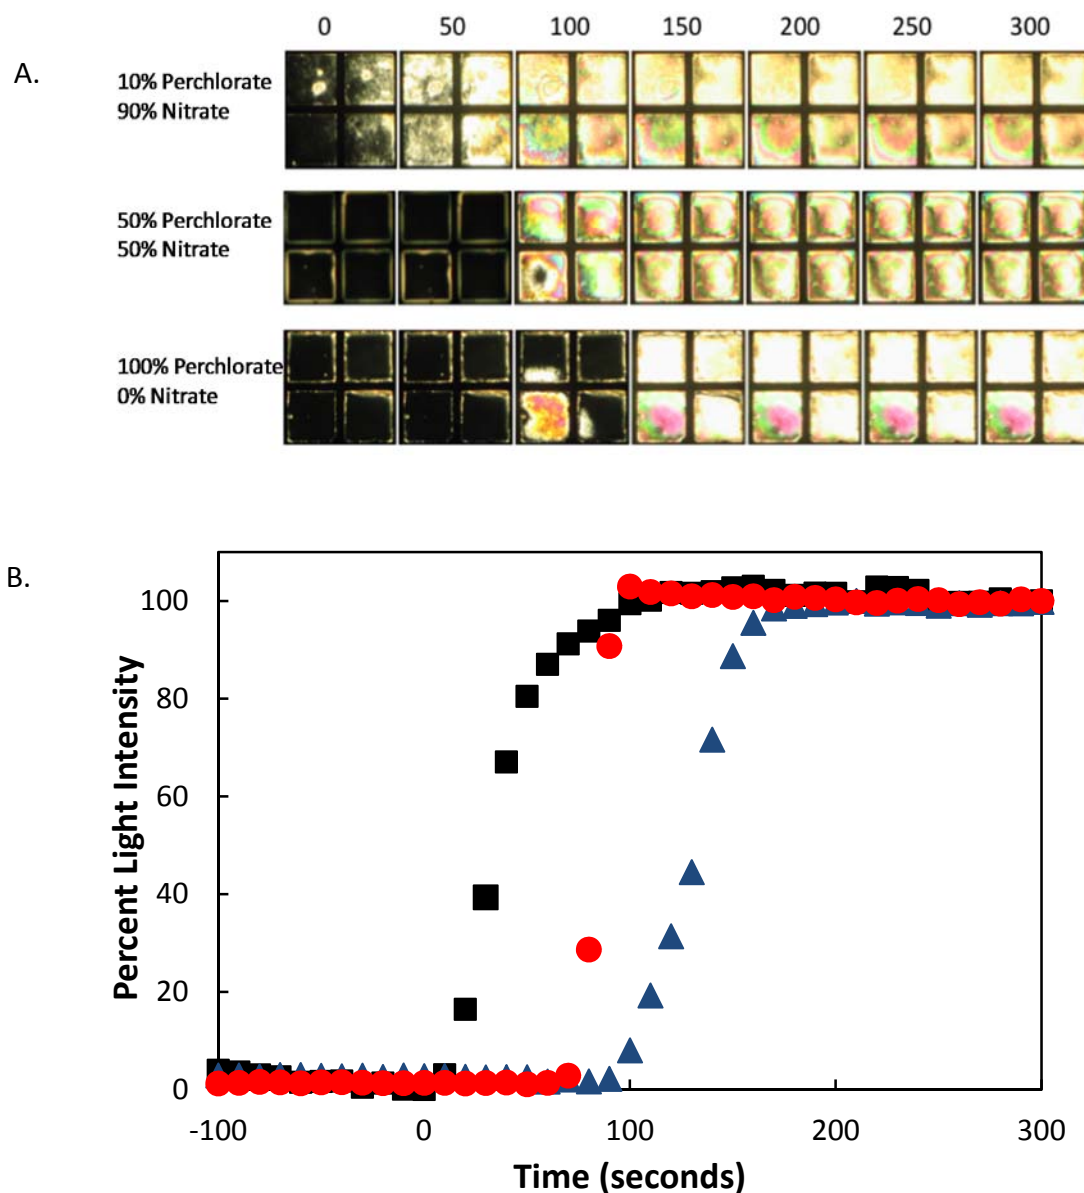 0 50 100 150 200 250 300
A.
10% Perchlorate
90% Nitrate
50% Perchlorate
50% Nitrate
100% Perchlorate
0% Nitrate
B.
100
80
60
40
20
0
Percent Light Intensity
-100 0 100 200 300
Time (seconds)